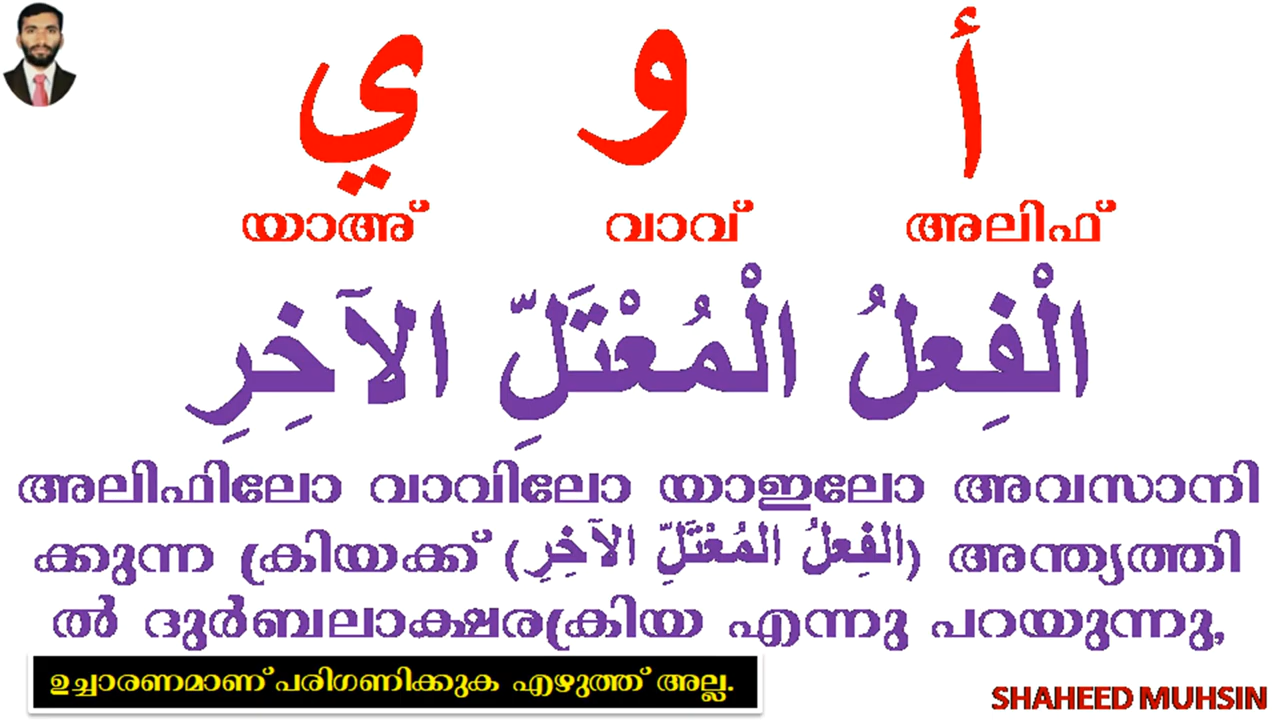 أ و ي
അലിഫ് വാവ് യാഅ്
الْفِعلُ الْمُعْتَلِّ الآخِرِ
അലിഫിലോ വാവിലോ യാഇലോ അവസാനി
ക്കുന്ന ക്രിയക്ക് (الفِعلُ المُعْتَلِّ الآخِرِ) അന്ത്യത്തി
ൽ ദുർബലാക്ഷരക്രിയ എന്നു പറയുന്നു,
ഉച്ചാരണമാണ് പരിഗണിക്കുക എഴുത്ത് അല്ല.
SHAHEED MUHSIN